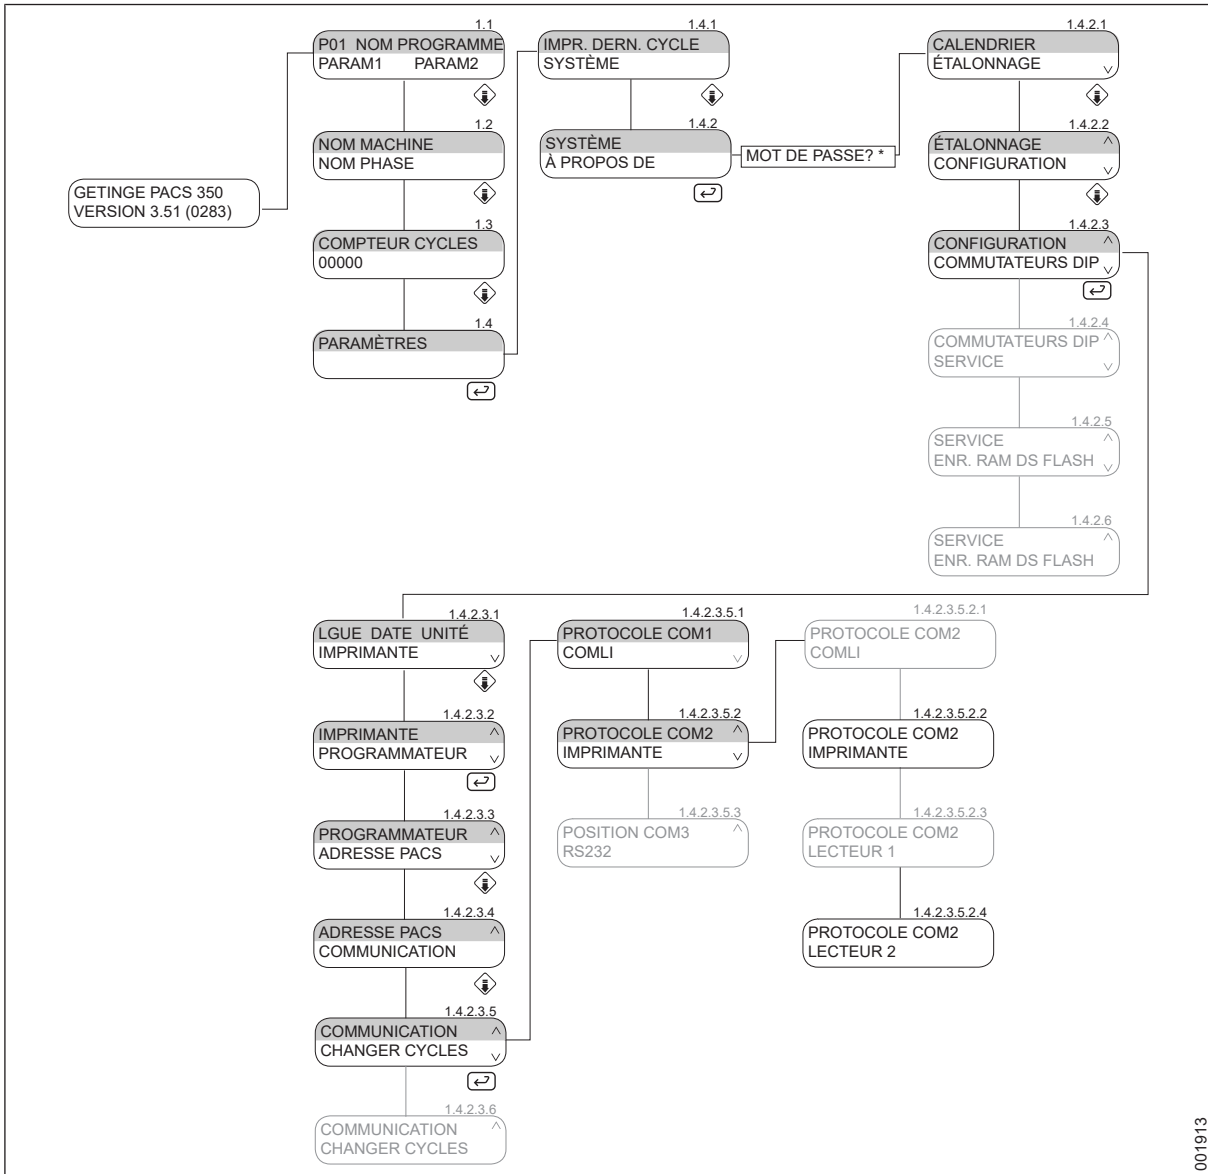 GETINGE PACS 350
VERSION 3.51 (0283)
1.1
P01 NOM PROGRAMME
PARAM1 PARAM2
1.2
NOM MACHINE
NOM PHASE
1.3
COMPTEUR CYCLES
00000
1.4
PARAMÈTRES
1.4.1
IMPR. DERN. CYCLE
SYSTÈME
1.4.2
SYSTÈME
À PROPOS DE
MOT DE PASSE? *
1.4.2.1
CALENDRIER
ÉTALONNAGE
1.4.2.2
ÉTALONNAGE
CONFIGURATION
1.4.2.3
CONFIGURATION
COMMUTATEURS DIP
1.4.2.4
COMMUTATEURS DIP
SERVICE
1.4.2.5
SERVICE
ENR. RAM DS FLASH
1.4.2.6
SERVICE
ENR. RAM DS FLASH
1.4.2.3.1
LGUE DATE UNITÉ
IMPRIMANTE
1.4.2.3.2
IMPRIMANTE
PROGRAMMATEUR
1.4.2.3.3
PROGRAMMATEUR
ADRESSE PACS
1.4.2.3.4
ADRESSE PACS
COMMUNICATION
1.4.2.3.5
COMMUNICATION
CHANGER CYCLES
1.4.2.3.6
COMMUNICATION
CHANGER CYCLES
1.4.2.3.5.1
PROTOCOLE COM1
COMLI
1.4.2.3.5.2
PROTOCOLE COM2
IMPRIMANTE
1.4.2.3.5.3
POSITION COM3
RS232
1.4.2.3.5.2.1
PROTOCOLE COM2
COMLI
1.4.2.3.5.2.2
PROTOCOLE COM2
IMPRIMANTE
1.4.2.3.5.2.3
PROTOCOLE COM2
LECTEUR 1
1.4.2.3.5.2.4
PROTOCOLE COM2
LECTEUR 2
001913